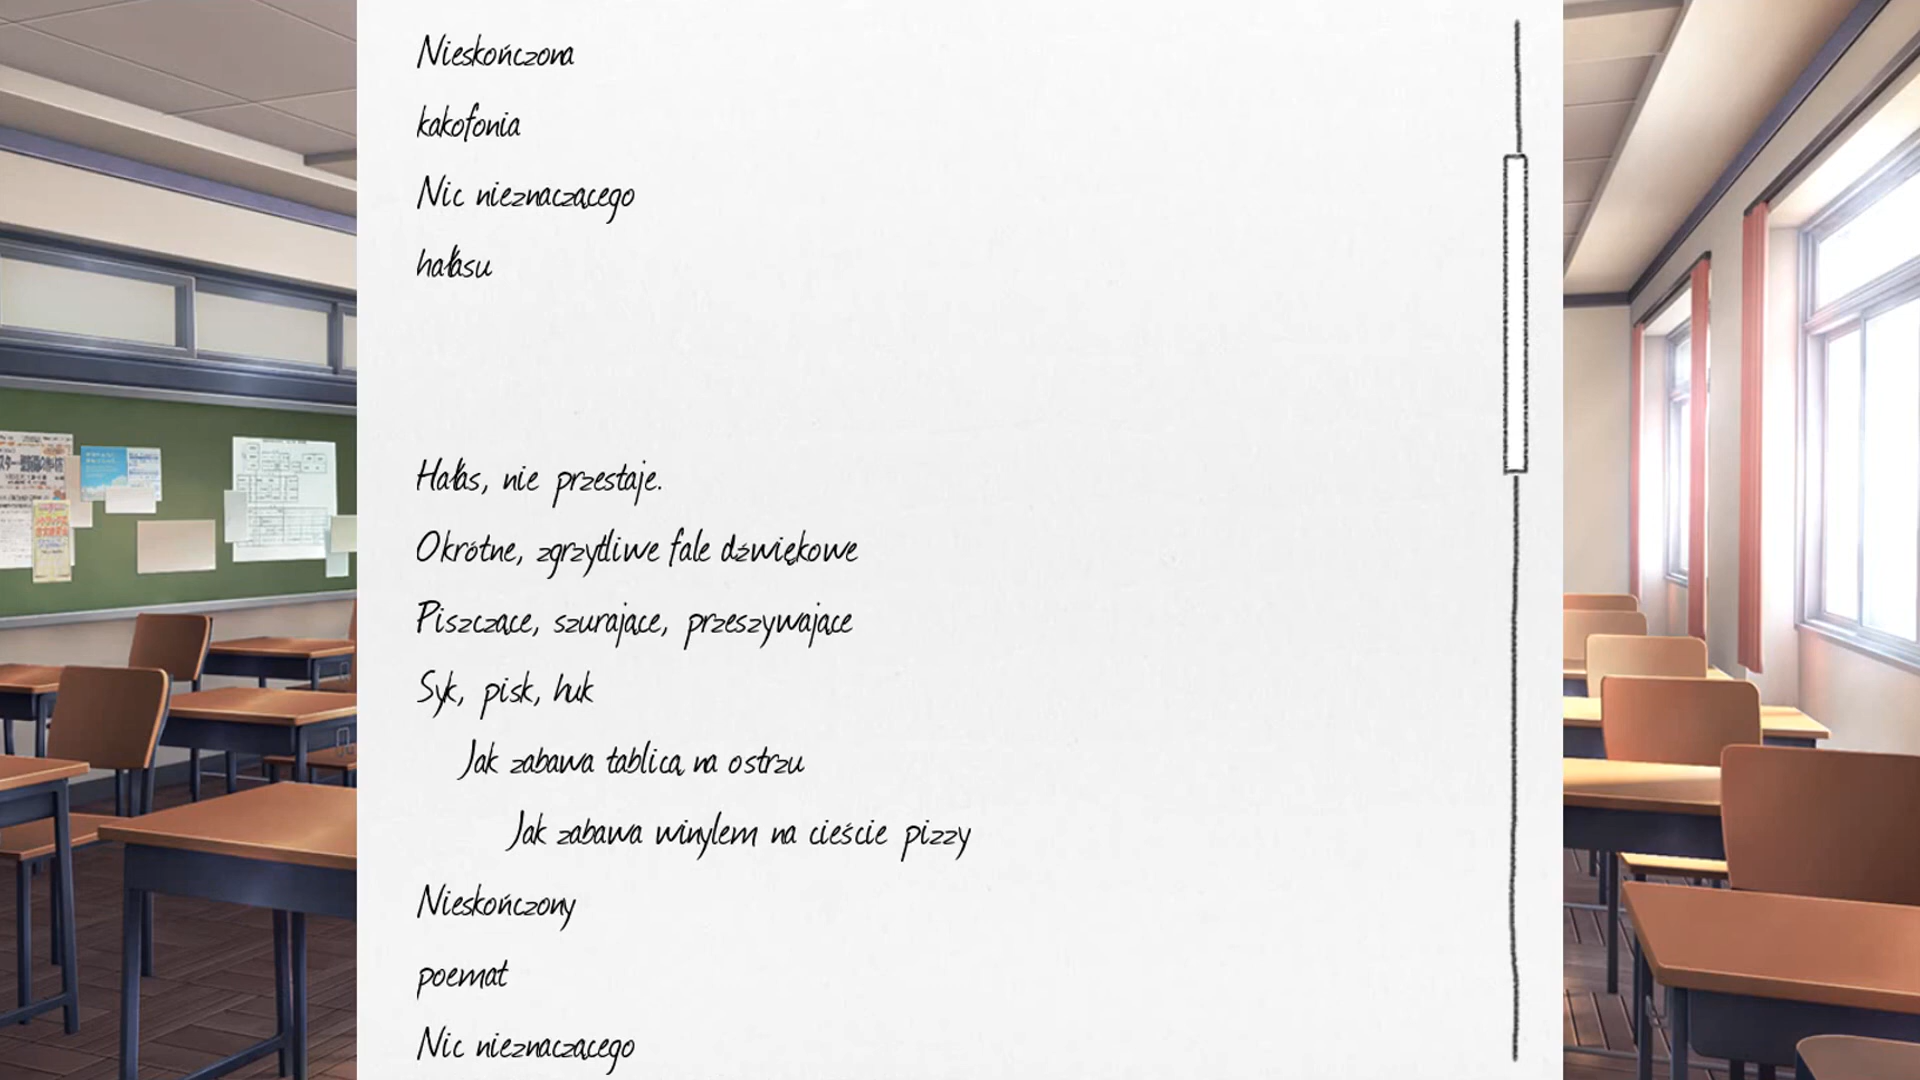 Nieskończona
kakofonia
Nic nieznaczącego
hałasu
Hałas, nie przestaje.
Okrótne, zgrzytliwe fale dźwiękowe
Piszczące, szurające, przeszywające
Syk, pisk, huk
Jak zabawa tablicą na ostrzu
Jak zabawa winylem na cieście pizzy
Nieskończony
poemat
Nic nieznaczącego